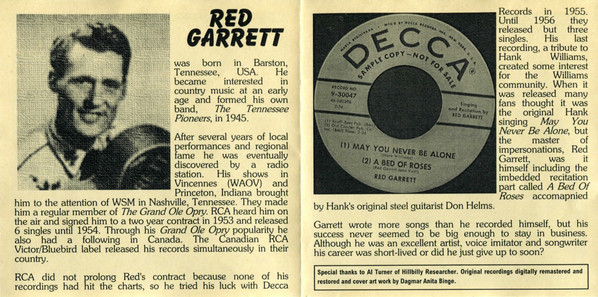 RED
GARRETT
was born in Barston,
Tennessee, USA. He
became interested in
country music at an early
age and formed his own
band, The Tennessee
Pioneers, in 1945.
After several years of local
performances and regional
fame he was eventually
discovered by a radio
station. His shows in
Vincennes (WAOV) and
Princeton, Indiana brought
him to the attention of WSM in Nashville, Tennessee. They made
him a regular member of The Grand Ole Opry. RCA heard him on
the air and signed him to a two year contract in 1953 and released
6 singles until 1954. Through his Grand Ole Opry popularity he
also had a following in Canada. The Canadian RCA
Victor/Bluebird label released his records simultaneously in their
country.
RCA did not prolong Red's contract because none of his
recordings had hit the charts, so he tried his luck with Decca
DECCA
SAMPLE COPY - NOT FOR SALE
RECORD NO.
9-30047
Singing
and Recitation by
RED GARRETT
(1) MAY YOU NEVER BE ALONE
(2) A BED OF ROSES
RED GARRETT
Records in 1955.
Until 1956 they
released but three
singles. His last
recording, a tribute to
Hank Williams,
created some interest
for the Williams
community. When it
was released many
fans thought it was
the original Hank
singing May You
Never Be Alone, but
the master of
impersonations, Red
Garrett, was it
himself including the
imbedded recitation
part called A Bed Of
Roses accomapnied
by Hank's original steel guitarist Don Helms.
Garrett wrote more songs than he recorded himself, but his
success never seemed to be big enough to stay in business.
Although he was an excellent artist, voice imitator and songwriter
his career was short-lived or did he just give up to soon?
Special thanks to Al Turner of Hillbilly Researcher. Original recordings digitally remastered and
restored and cover art work by Dagmar Anita Binge.